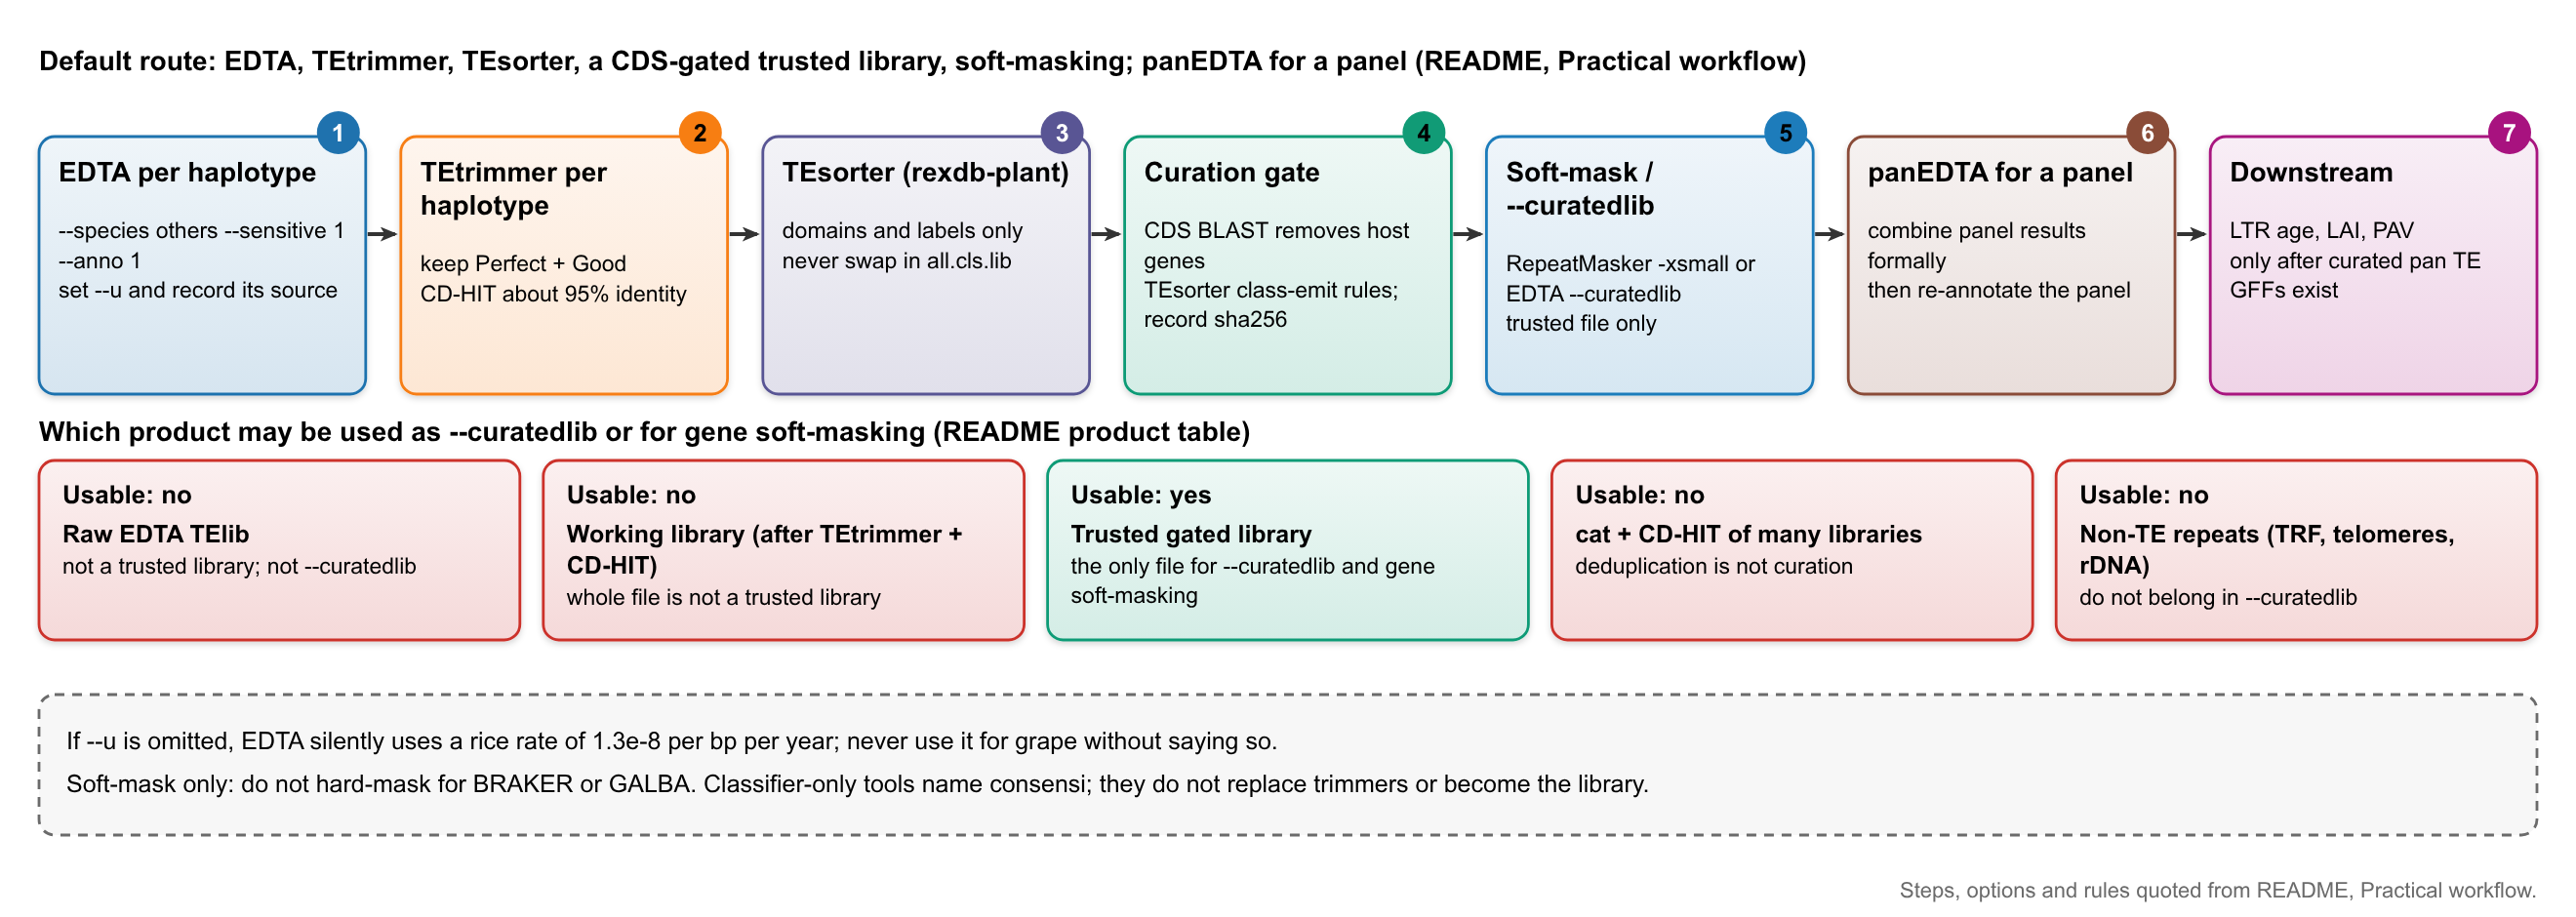 Default route: EDTA, TEtrimmer, TEsorter, a CDS-gated trusted library, soft-masking; panEDTA for a panel (README, Practical workflow)
1
EDTA per haplotype
--species others --sensitive 1
--anno 1
set --u and record its source
2
TEtrimmer per
haplotype
keep Perfect + Good
CD-HIT about 95% identity
3
TEsorter (rexdb-plant)
domains and labels only
never swap in all.cls.lib
4
Curation gate
CDS BLAST removes host
genes
TEsorter class-emit rules;
record sha256
5
Soft-mask /
--curatedlib
RepeatMasker -xsmall or
EDTA --curatedlib
trusted file only
6
panEDTA for a panel
combine panel results
formally
then re-annotate the panel
7
Downstream
LTR age, LAI, PAV
only after curated pan TE
GFFs exist
Which product may be used as --curatedlib or for gene soft-masking (README product table)
Usable: no
Raw EDTA TElib
not a trusted library; not --curatedlib
Usable: no
Working library (after TEtrimmer +
CD-HIT)
whole file is not a trusted library
Usable: yes
Trusted gated library
the only file for --curatedlib and gene
soft-masking
Usable: no
cat + CD-HIT of many libraries
deduplication is not curation
Usable: no
Non-TE repeats (TRF, telomeres,
rDNA)
do not belong in --curatedlib
If --u is omitted, EDTA silently uses a rice rate of 1.3e-8 per bp per year; never use it for grape without saying so.
Soft-mask only: do not hard-mask for BRAKER or GALBA. Classifier-only tools name consensi; they do not replace trimmers or become the library.
Steps, options and rules quoted from README, Practical workflow.